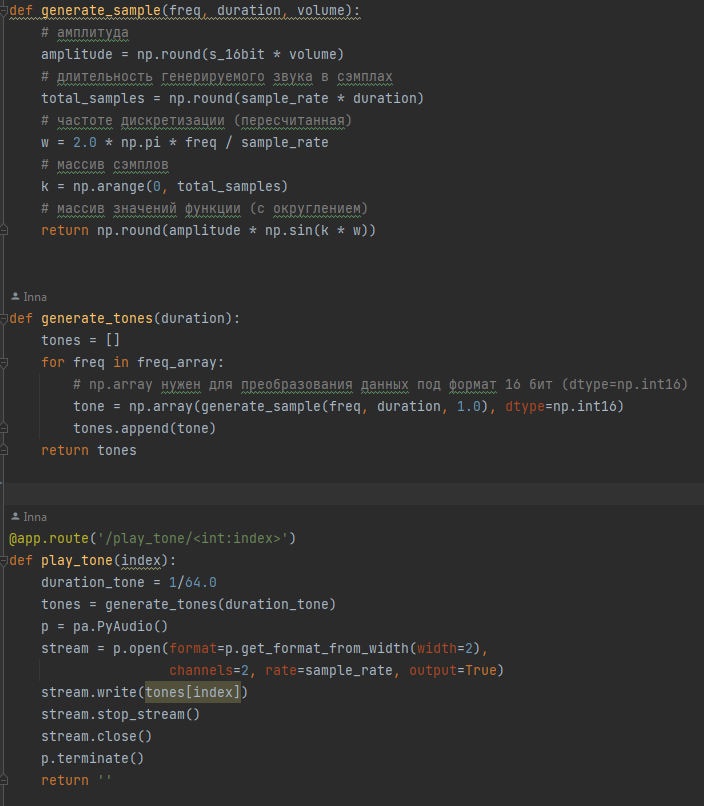 def generate_sample(freq, duration, volume):
    # амплитуда
    amplitude = np.round(s_16bit * volume)
    # длительность генерируемого звука в сэмплах
    total_samples = np.round(sample_rate * duration)
    # частоте дискретизации (пересчитанная)
    w = 2.0 * np.pi * freq / sample_rate
    # массив сэмплов
    k = np.arange(0, total_samples)
    # массив значений функции (с округлением)
    return np.round(amplitude * np.sin(k * w))
Inna
def generate_tones(duration):
    tones = []
    for freq in freq_array:
        # np.array нужен для преобразования данных под формат 16 бит (dtype=np.int16)
        tone = np.array(generate_sample(freq, duration, 1.0), dtype=np.int16)
        tones.append(tone)
    return tones
Inna
@app.route('/play_tone/<int:index>')
def play_tone(index):
    duration_tone = 1/64.0
    tones = generate_tones(duration_tone)
    p = pa.PyAudio()
    stream = p.open(format=p.get_format_from_width(width=2),
                    channels=2, rate=sample_rate, output=True)
    stream.write(tones[index])
    stream.stop_stream()
    stream.close()
    p.terminate()
    return ''